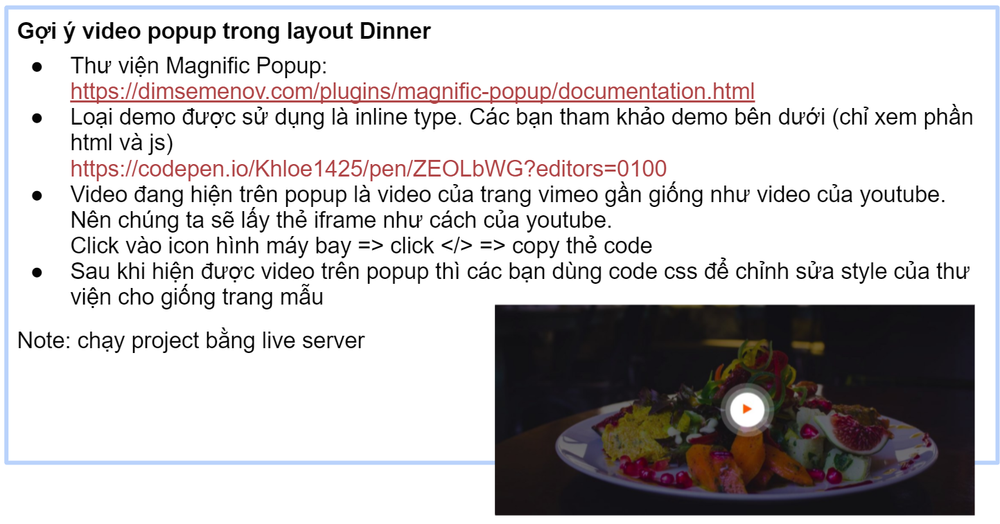 Gợi ý video popup trong layout Dinner
● Thư viện Magnific Popup:
https://dimsemenov.com/plugins/magnific-popup/documentation.html
● Loại demo được sử dụng là inline type. Các bạn tham khảo demo bên dưới (chỉ xem phần
html và js)
https://codepen.io/Khloe1425/pen/ZEOLbWG?editors=0100
● Video đang hiện trên popup là video của trang vimeo gần giống như video của youtube.
Nên chúng ta sẽ lấy thẻ iframe như cách của youtube.
Click vào icon hình máy bay => click </> => copy thẻ code
● Sau khi hiện được video trên popup thì các bạn dùng code css để chỉnh sửa style của thư
viện cho giống trang mẫu
Note: chạy project bằng live server